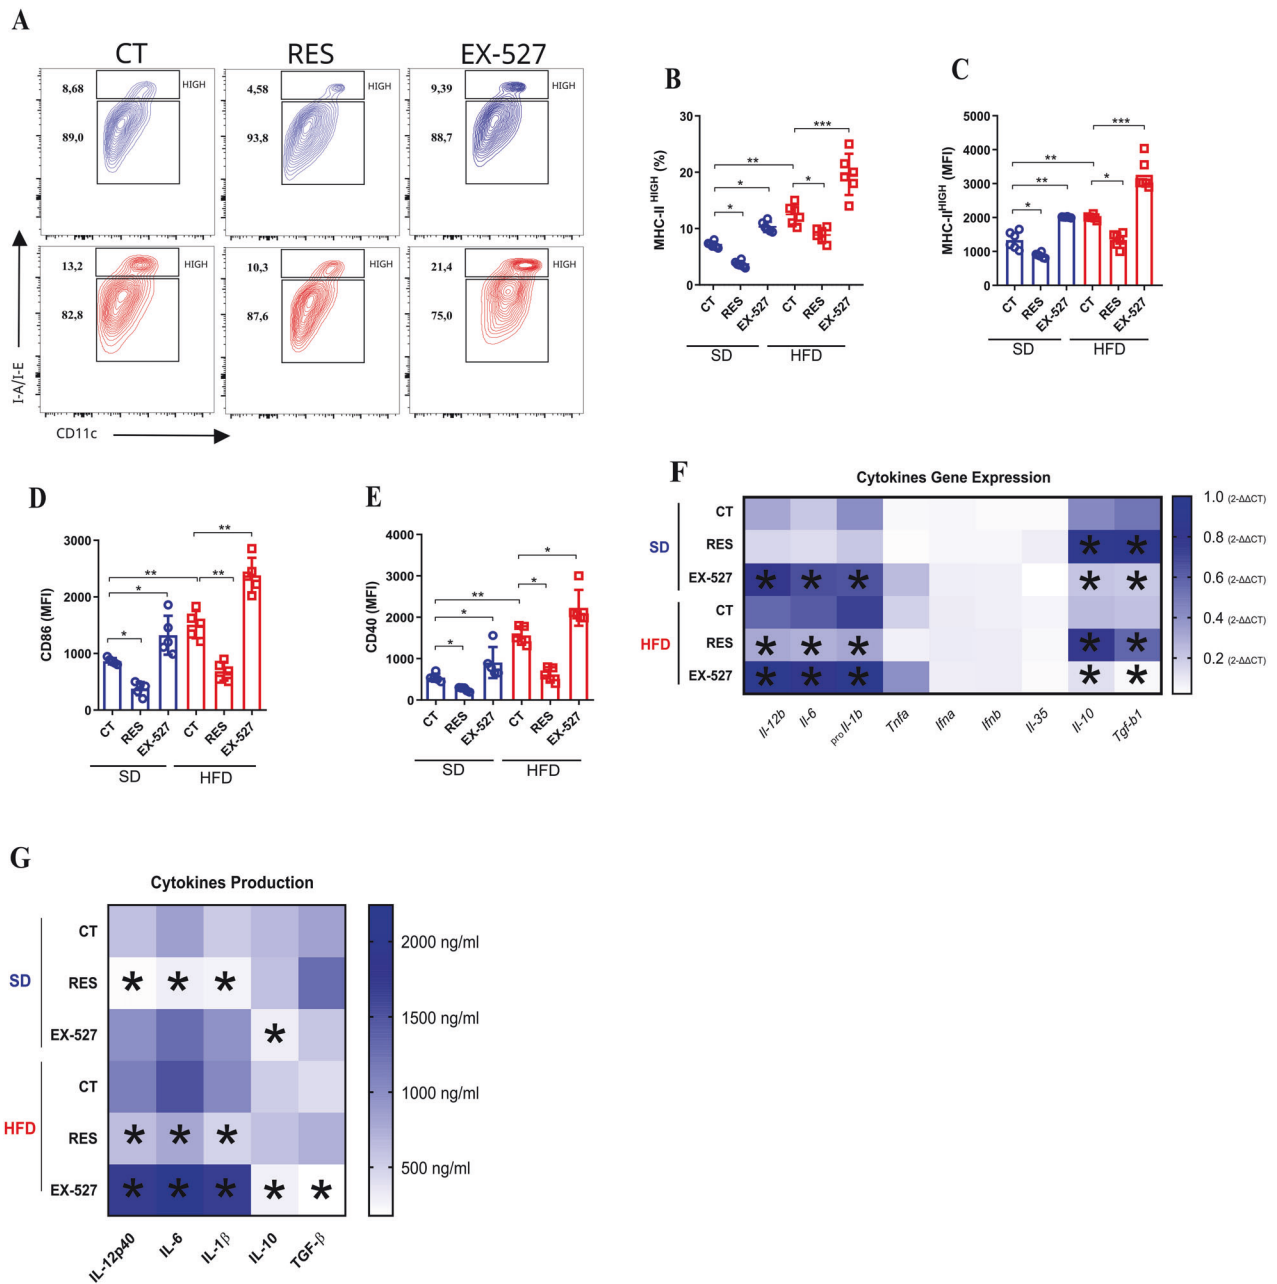 A
CT RES EX-527
8,68 HIGH 4,58 HIGH 9,39 HIGH
89,0 93,8 88,7
13,2 HIGH 10,3 HIGH 21,4 HIGH
82,8 87,6 75,0
I-A/I-E
CD11c
B
MHC-II HIGH (%)
30
20
10
0
* * ** * ***
CT RES EX-527 CT RES EX-527
SD HFD
C
MHC-II HIGH (MFI)
5000
4000
3000
2000
1000
0
* ** ** * ***
CT RES EX-527 CT RES EX-527
SD HFD
D
CD86 (MFI)
3000
2000
1000
0
* * ** ** **
CT RES EX-527 CT RES EX-527
SD HFD
E
CD40 (MFI)
4000
3000
2000
1000
0
* * ** * *
CT RES EX-527 CT RES EX-527
SD HFD
F
Cytokines Gene Expression
SD
CT
RES * *
EX-527 * * * * *
HFD
CT
RES * * * * *
EX-527 * * * * *
Il-12b Il-6 pro Il-1b Tnfa Ifna Ifnb Il-35 Il-10 Tgf-b1
1.0 (2-ΔΔCT)
0.8 (2-ΔΔCT)
0.6 (2-ΔΔCT)
0.4 (2-ΔΔCT)
0.2 (2-ΔΔCT)
G
Cytokines Production
SD
CT
RES * * *
EX-527 *
HFD
CT
RES * * *
EX-527 * * * * *
IL-12p40 IL-6 IL-1β IL-10 TGF-β
2000 ng/ml
1500 ng/ml
1000 ng/ml
500 ng/ml